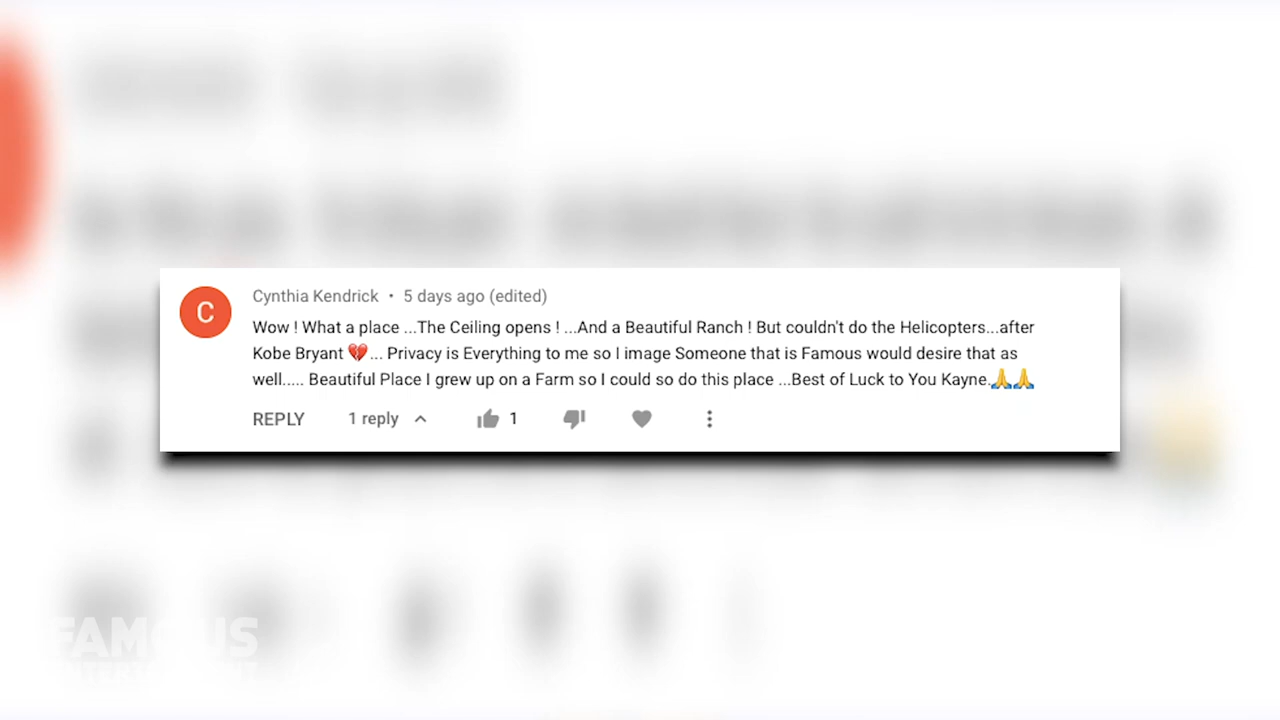 Cynthia Kendrick • 5 days ago (edited)
Wow ! What a place ...The Ceiling opens ! ...And a Beautiful Ranch ! But couldn't do the Helicopters...after
Kobe Bryant 💔... Privacy is Everything to me so I image Someone that is Famous would desire that as
well..... Beautiful Place I grew up on a Farm so I could so do this place ...Best of Luck to You Kayne.🙏🙏
REPLY 1 reply 1
C
FAMOUS